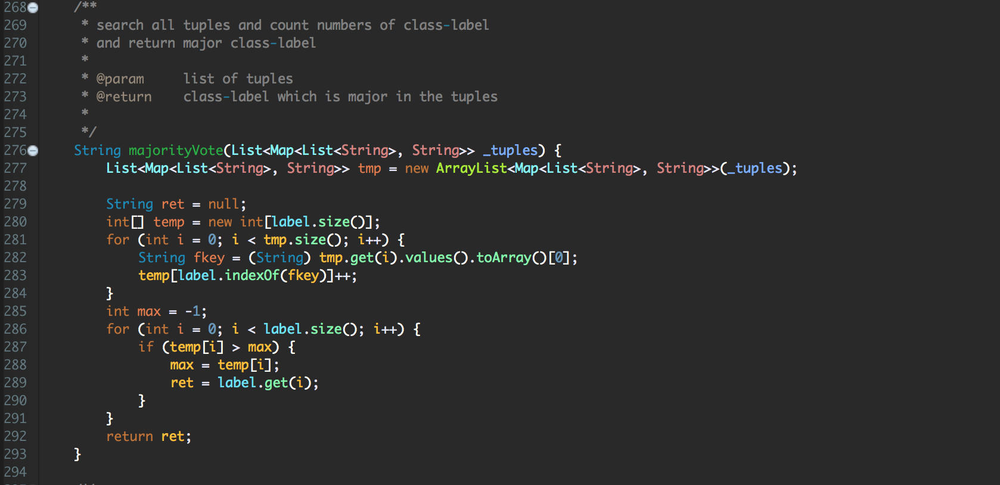 268 /**
269 * search all tuples and count numbers of class-label
270 * and return major class-label
271 *
272 * @param     list of tuples
273 * @return    class-label which is major in the tuples
274 *
275 */
276 String majorityVote(List<Map<List<String>, String>> _tuples) {
277     List<Map<List<String>, String>> tmp = new ArrayList<Map<List<String>, String>>(_tuples);
278
279     String ret = null;
280     int[] temp = new int[label.size()];
281     for (int i = 0; i < tmp.size(); i++) {
282         String fkey = (String) tmp.get(i).values().toArray()[0];
283         temp[label.indexOf(fkey)]++;
284     }
285     int max = -1;
286     for (int i = 0; i < label.size(); i++) {
287         if (temp[i] > max) {
288             max = temp[i];
289             ret = label.get(i);
290         }
291     }
292     return ret;
293 }
294